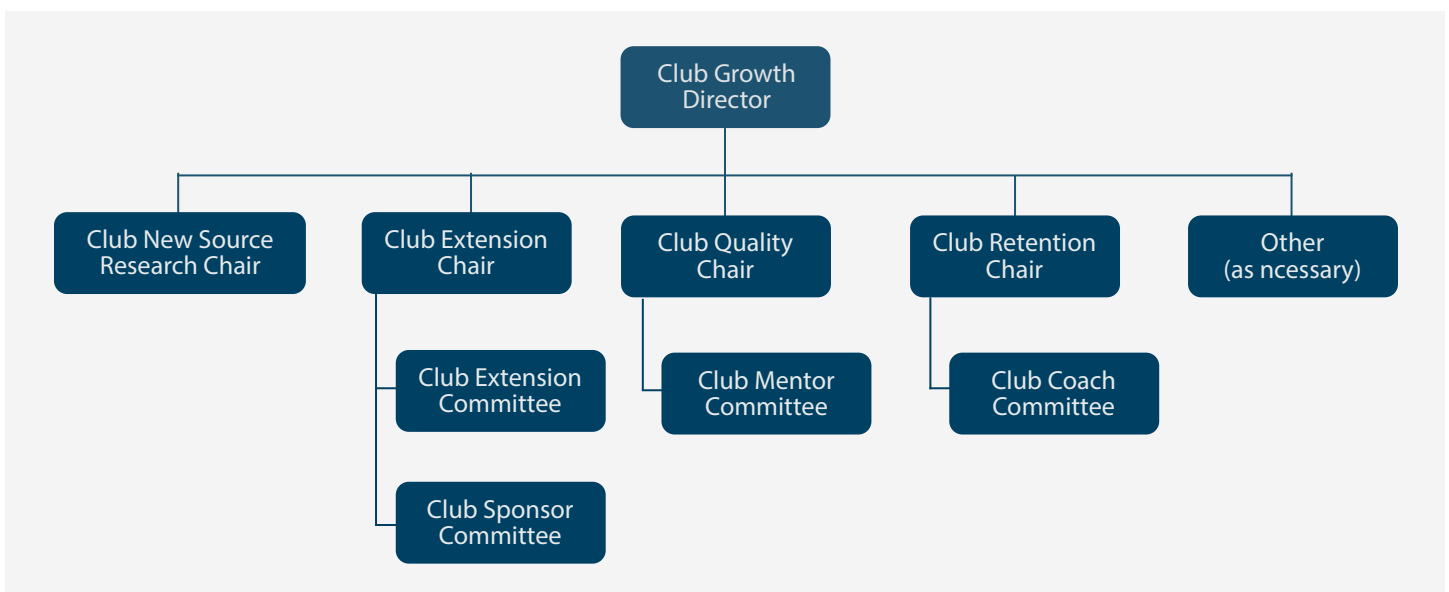 Club Growth
Director
Club New Source
Research Chair
Club Extension
Chair
Club Quality
Chair
Club Retention
Chair
Other
(as ncessary)
Club Extension
Committee
Club Mentor
Committee
Club Coach
Committee
Club Sponsor
Committee